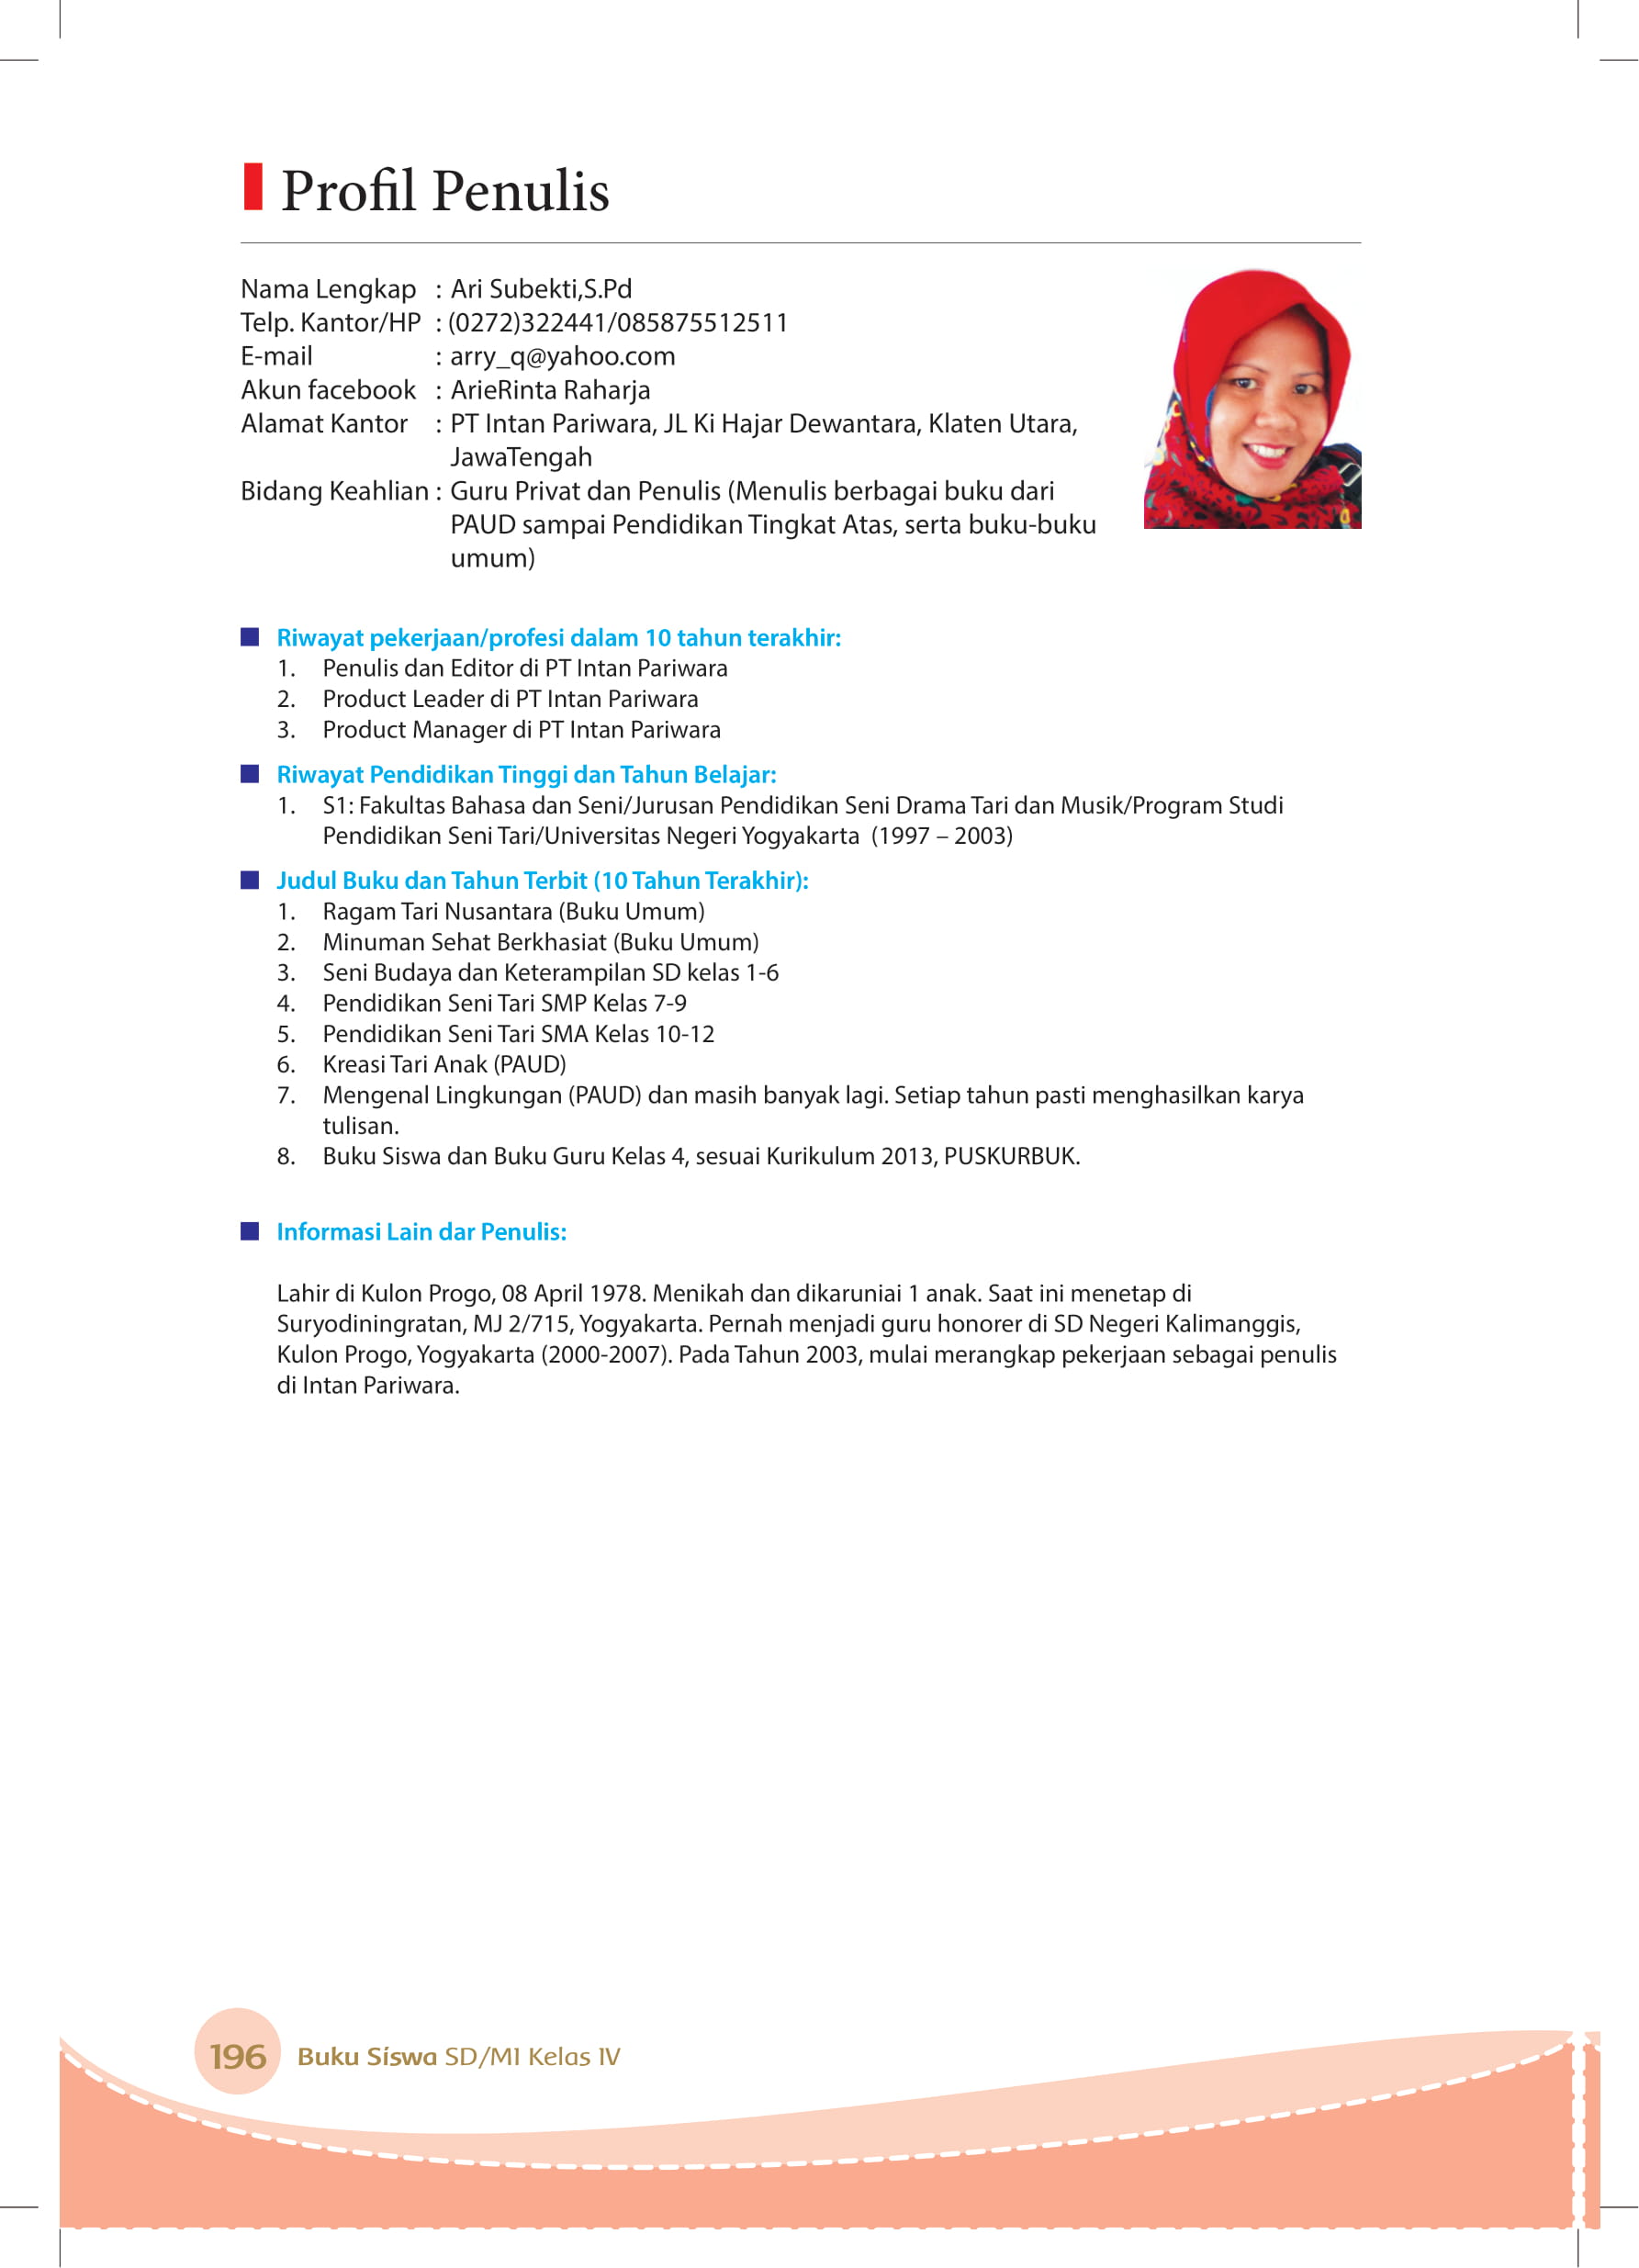 Profil Penulis
Nama Lengkap : Ari Subekti,S.Pd
Telp. Kantor/HP : (0272)322441/085875512511
E-mail : arry_q@yahoo.com
Akun facebook : ArieRinta Raharja
Alamat Kantor : PT Intan Pariwara, JL Ki Hajar Dewantara, Klaten Utara,
JawaTengah
Bidang Keahlian : Guru Privat dan Penulis (Menulis berbagai buku dari
PAUD sampai Pendidikan Tingkat Atas, serta buku-buku
umum)
Riwayat pekerjaan/profesi dalam 10 tahun terakhir:
1. Penulis dan Editor di PT Intan Pariwara
2. Product Leader di PT Intan Pariwara
3. Product Manager di PT Intan Pariwara
Riwayat Pendidikan Tinggi dan Tahun Belajar:
1. S1: Fakultas Bahasa dan Seni/Jurusan Pendidikan Seni Drama Tari dan Musik/Program Studi
Pendidikan Seni Tari/Universitas Negeri Yogyakarta (1997 – 2003)
Judul Buku dan Tahun Terbit (10 Tahun Terakhir):
1. Ragam Tari Nusantara (Buku Umum)
2. Minuman Sehat Berkhasiat (Buku Umum)
3. Seni Budaya dan Keterampilan SD kelas 1-6
4. Pendidikan Seni Tari SMP Kelas 7-9
5. Pendidikan Seni Tari SMA Kelas 10-12
6. Kreasi Tari Anak (PAUD)
7. Mengenal Lingkungan (PAUD) dan masih banyak lagi. Setiap tahun pasti menghasilkan karya
tulisan.
8. Buku Siswa dan Buku Guru Kelas 4, sesuai Kurikulum 2013, PUSKURBUK.
Informasi Lain dar Penulis:
Lahir di Kulon Progo, 08 April 1978. Menikah dan dikaruniai 1 anak. Saat ini menetap di
Suryodiningratan, MJ 2/715, Yogyakarta. Pernah menjadi guru honorer di SD Negeri Kalimanggis,
Kulon Progo, Yogyakarta (2000-2007). Pada Tahun 2003, mulai merangkap pekerjaan sebagai penulis
di Intan Pariwara.
196 Buku Siswa SD/MI Kelas IV